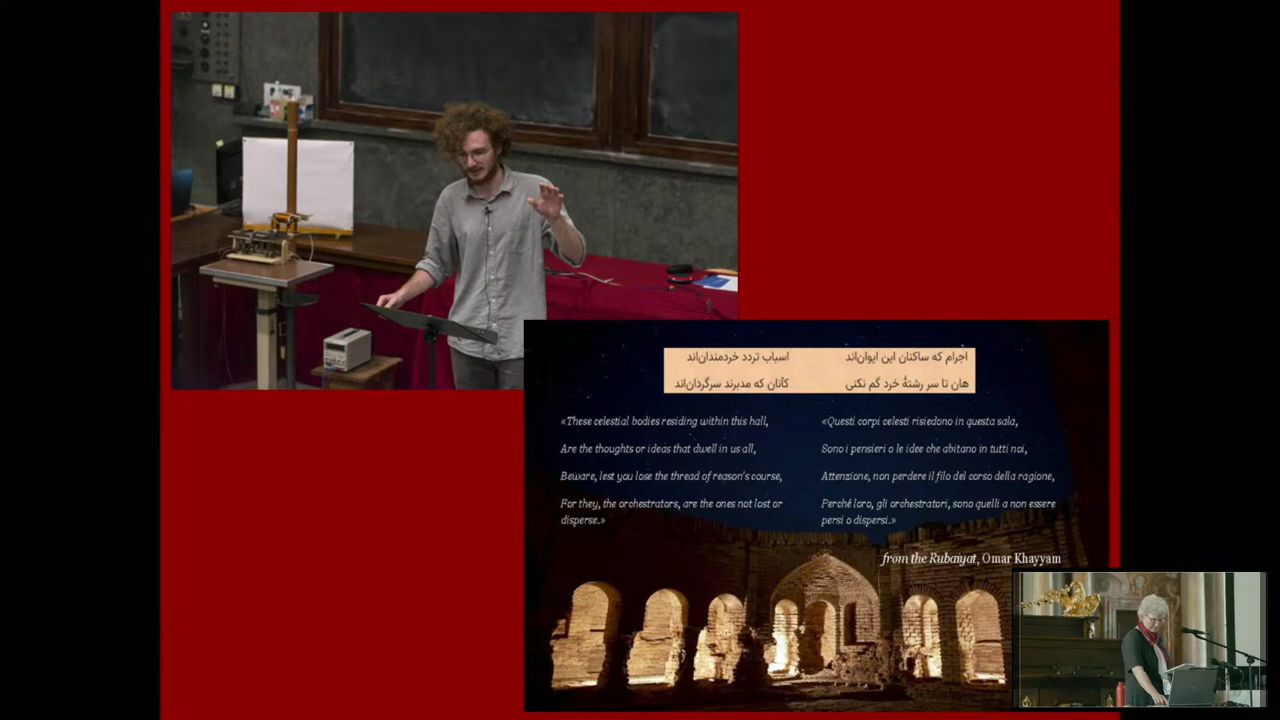 اجرام که ساکنان این ایوان‌اند اسباب تردد خردمندان‌اند
هان تا سر رشتهٔ خرد گم نکنی کآنان که مدبرند سرگردان‌اند
«These celestial bodies residing within this hall,
Are the thoughts or ideas that dwell in us all,
Beware, lest you lose the thread of reason's course,
For they, the orchestrators, are the ones not lost or
disperse.»
«Questi corpi celesti risiedono in questa sala,
Sono i pensieri o le idee che abitano in tutti noi,
Attenzione, non perdere il filo del corso della ragione,
Perché loro, gli orchestratori, sono quelli a non essere
persi o dispersi.»
from the Rubaiyat, Omar Khayyam